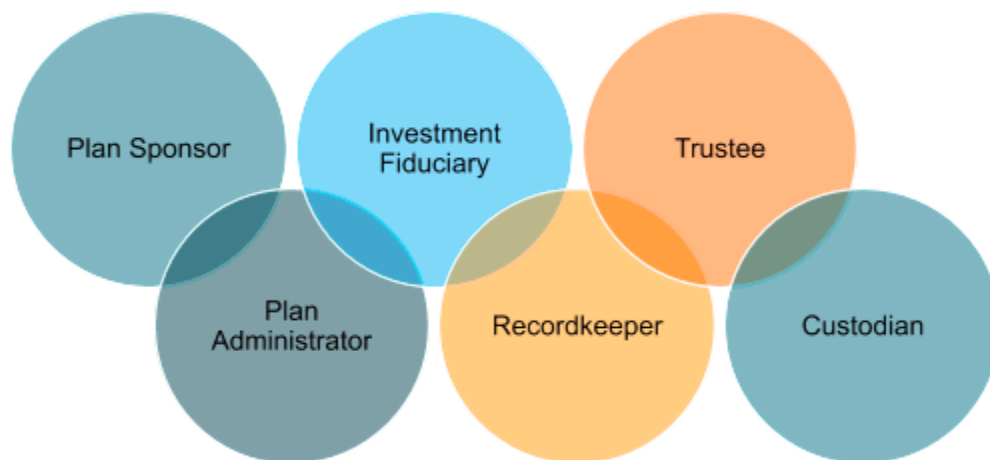 Plan Sponsor
Investment
Fiduciary
Trustee
Plan
Administrator
Recordkeeper
Custodian